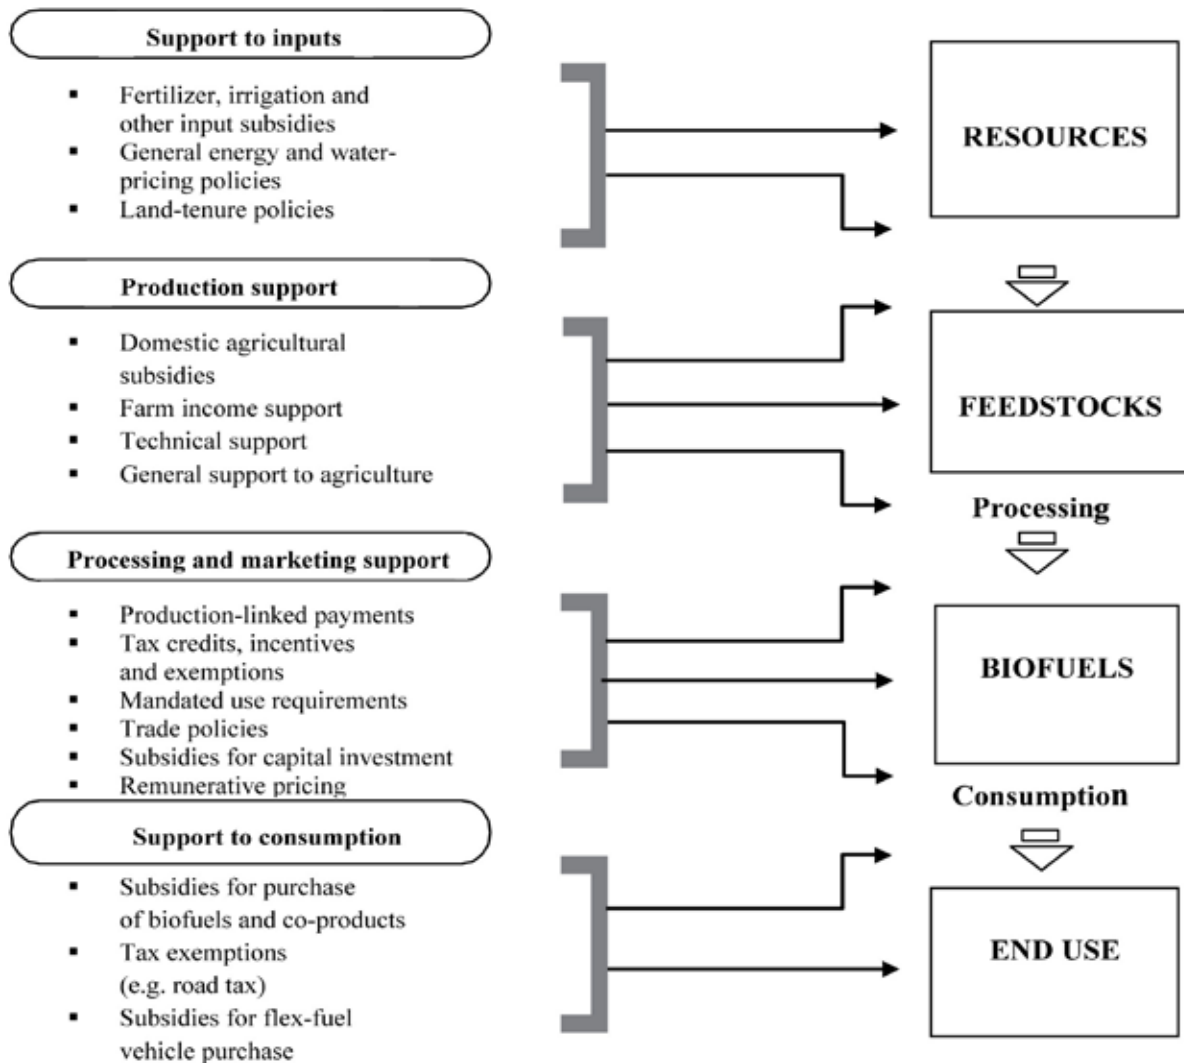 Support to inputs
▪ Fertilizer, irrigation and
other input subsidies
▪ General energy and water-
pricing policies
▪ Land-tenure policies
RESOURCES
Production support
▪ Domestic agricultural
subsidies
▪ Farm income support
▪ Technical support
▪ General support to agriculture
FEEDSTOCKS
Processing
Processing and marketing support
▪ Production-linked payments
▪ Tax credits, incentives
and exemptions
▪ Mandated use requirements
▪ Trade policies
▪ Subsidies for capital investment
▪ Remunerative pricing
BIOFUELS
Consumption
Support to consumption
▪ Subsidies for purchase
of biofuels and co-products
▪ Tax exemptions
(e.g. road tax)
▪ Subsidies for flex-fuel
vehicle purchase
END USE